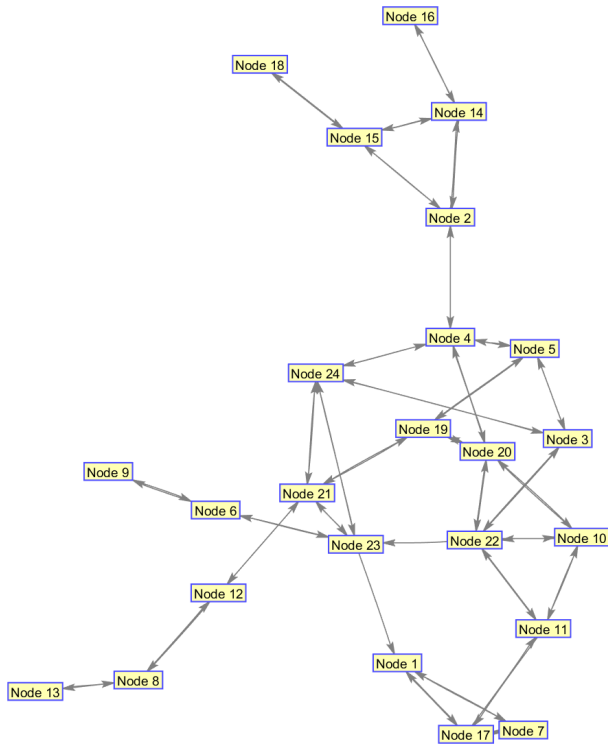 Node 16
Node 18
Node 14
Node 15
Node 2
Node 4
Node 5
Node 24
Node 19
Node 3
Node 20
Node 9
Node 21
Node 6
Node 23
Node 22
Node 10
Node 12
Node 11
Node 1
Node 8
Node 13
Node 7
Node 17